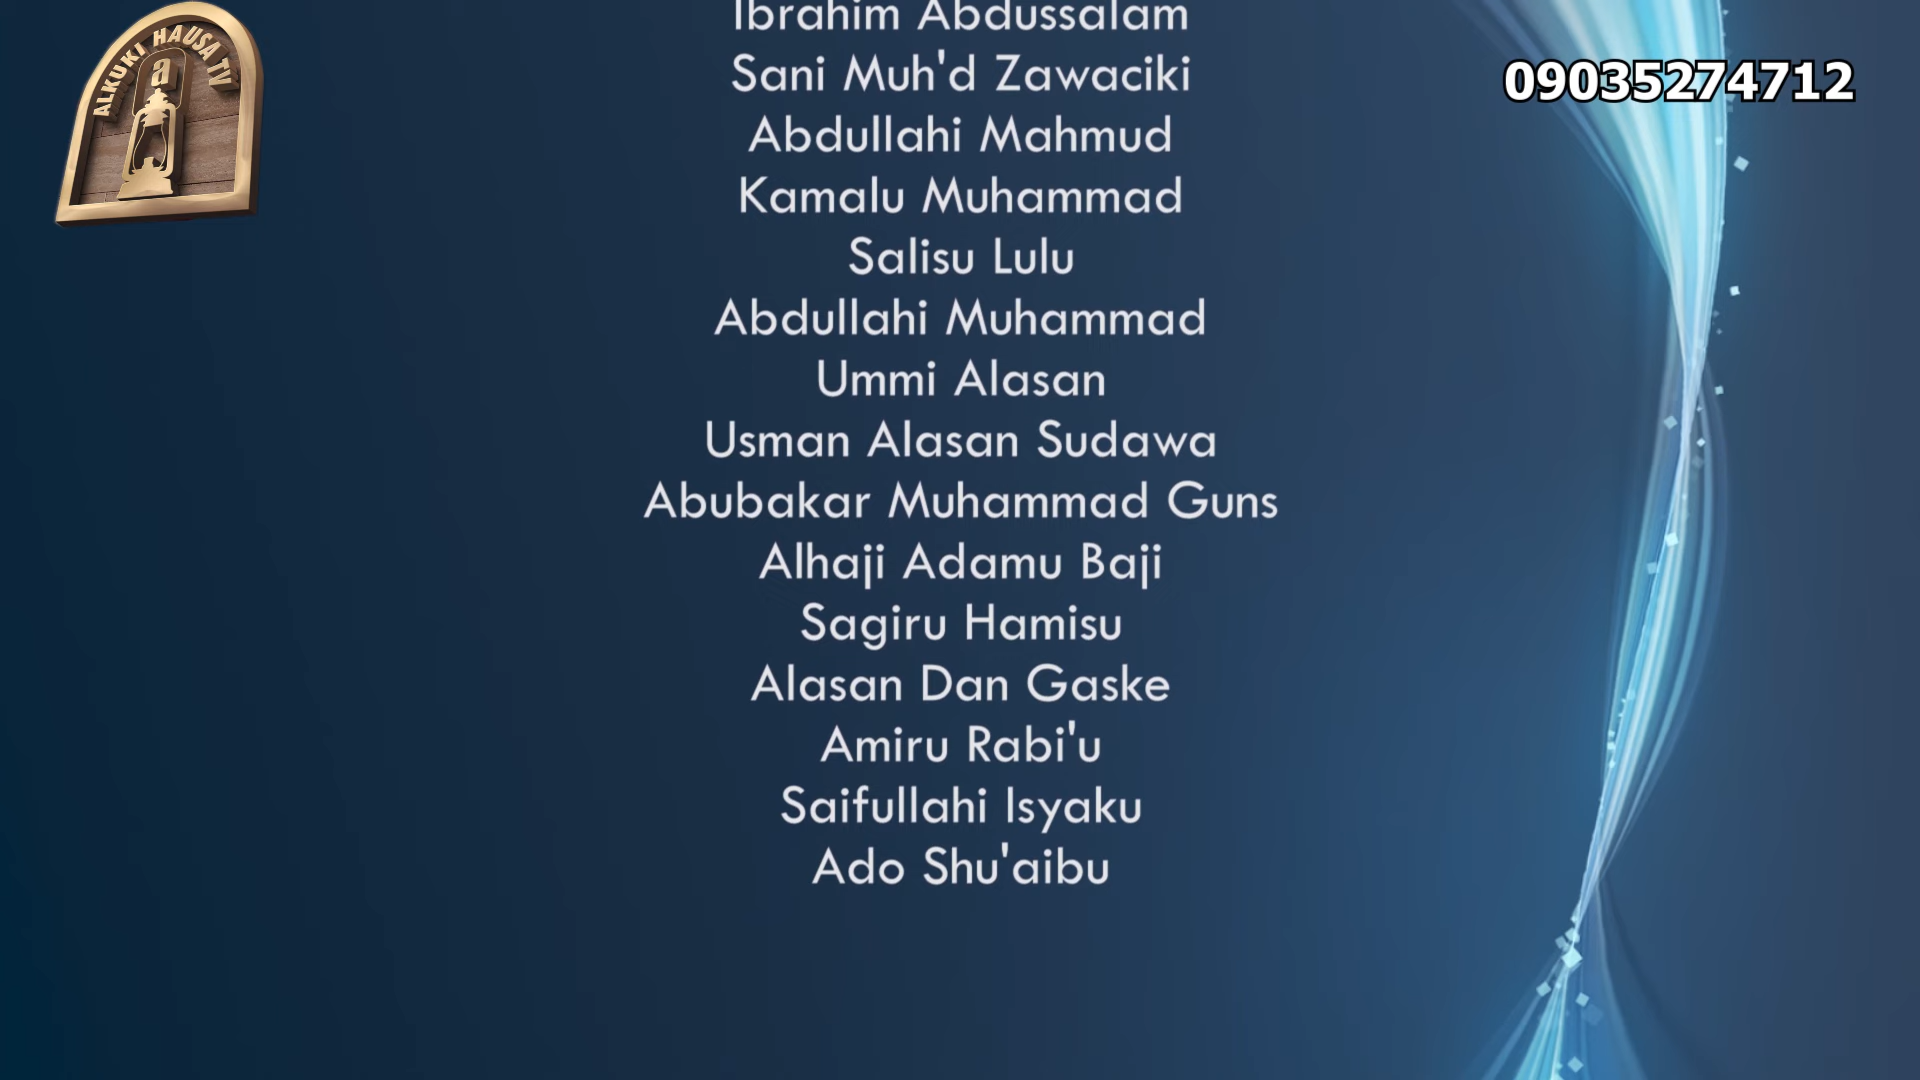 ALKUKI HAUSA TV
a
09035274712
Ibrahim Abdussalam
Sani Muh'd Zawaciki
Abdullahi Mahmud
Kamalu Muhammad
Salisu Lulu
Abdullahi Muhammad
Ummi Alasan
Usman Alasan Sudawa
Abubakar Muhammad Guns
Alhaji Adamu Baji
Sagiru Hamisu
Alasan Dan Gaske
Amiru Rabi'u
Saifullahi Isyaku
Ado Shu'aibu